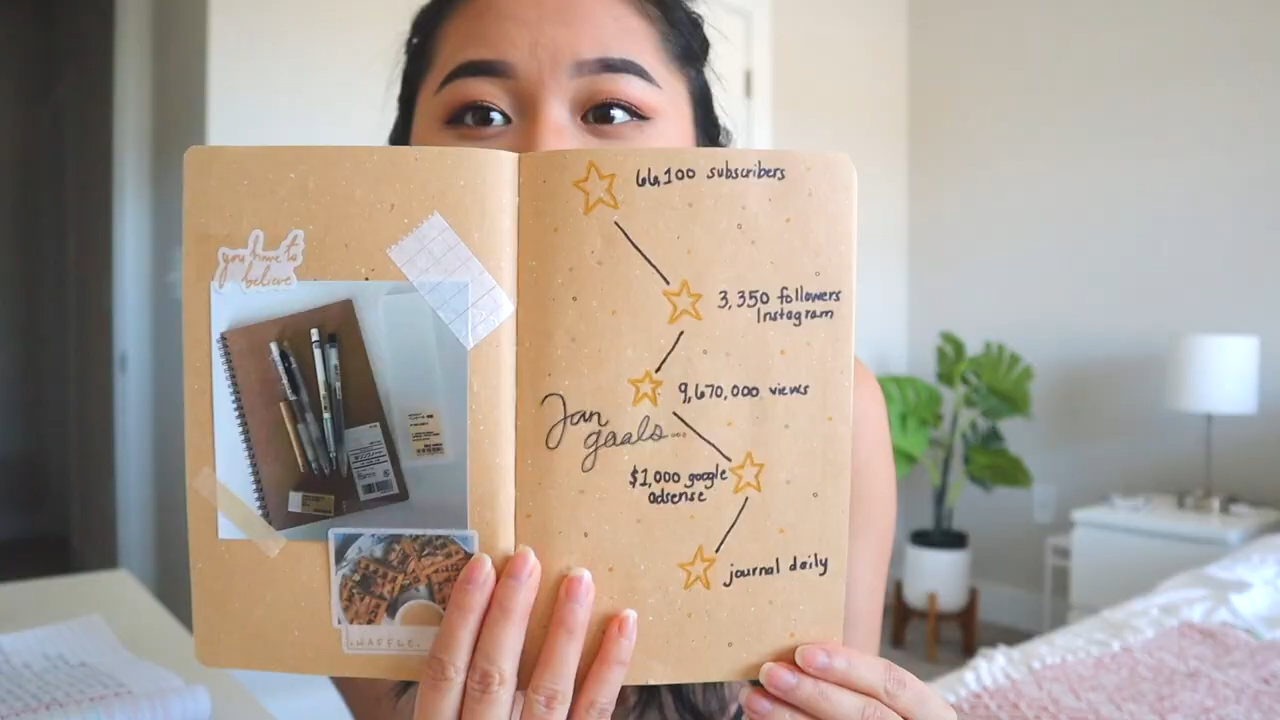 you have to
believe
.WAFFLE.
66,100 subscribers
3,350 followers
Instagram
9,670,000 views
Jan
goals...
$1,000 google
adsense
journal daily